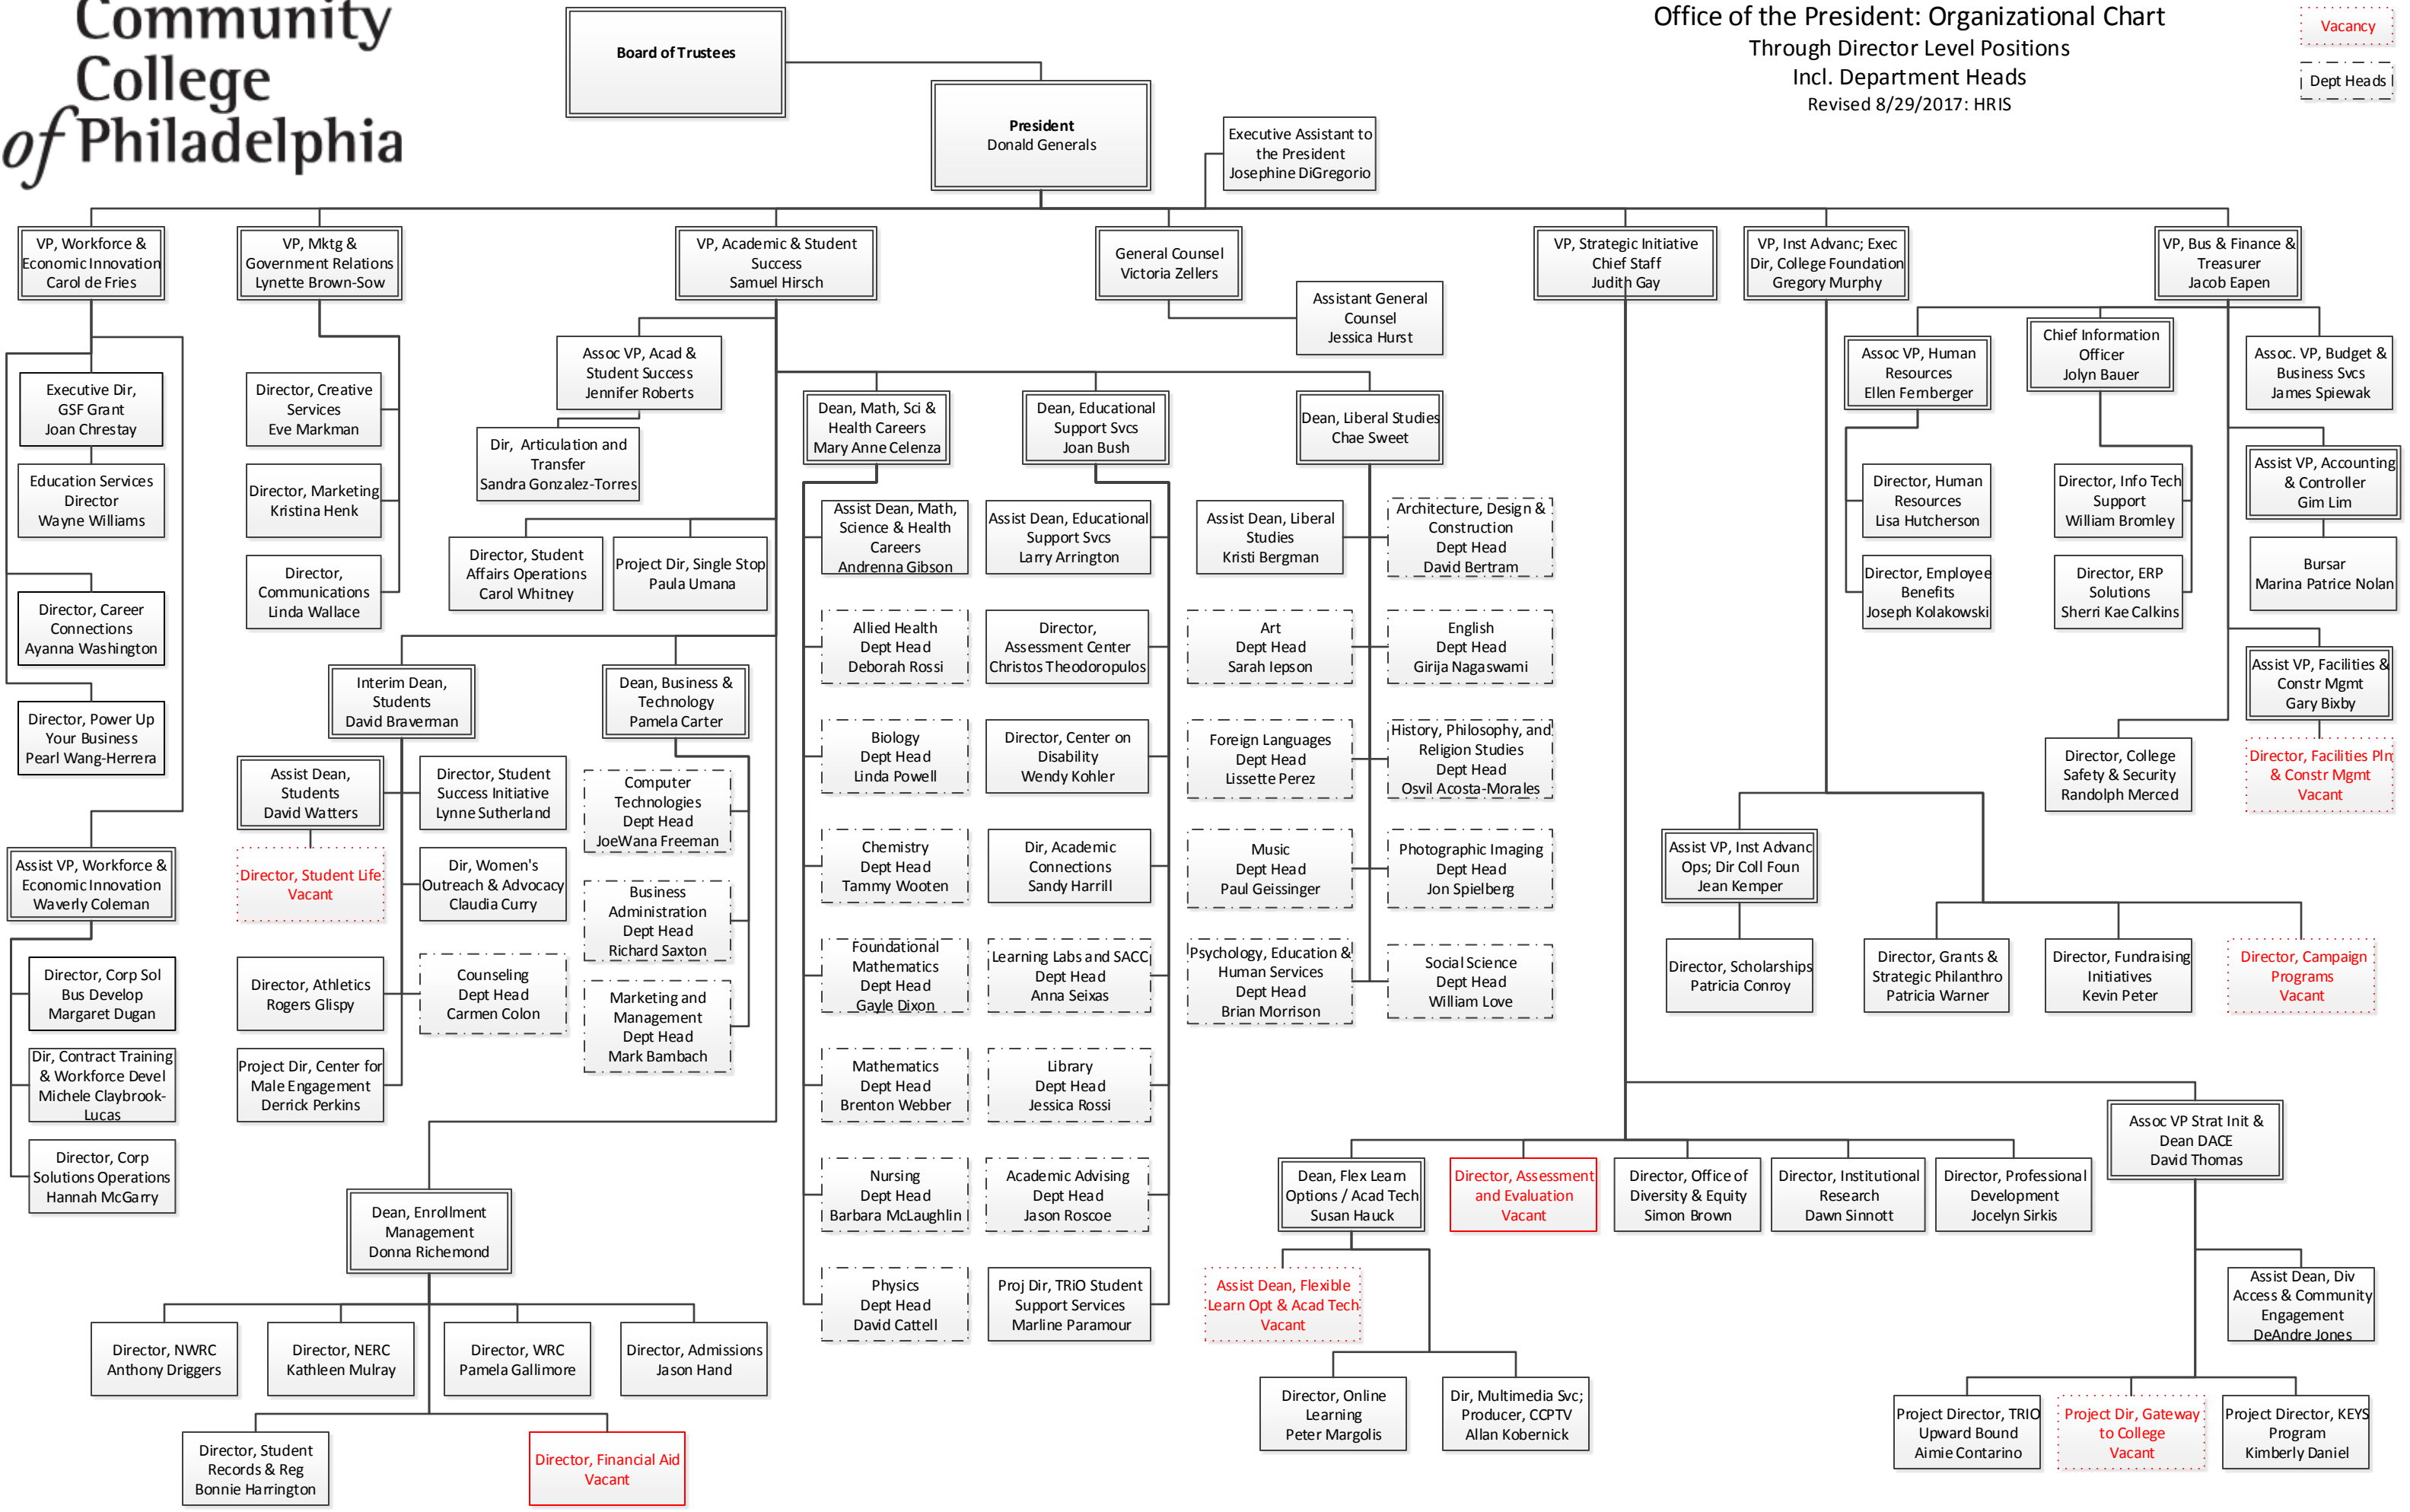 Community
College
of Philadelphia
Office of the President: Organizational Chart
Through Director Level Positions
Incl. Department Heads
Revised 8/29/2017: HRIS
Vacancy
Dept Heads
Board of Trustees
President
Donald Generals
Executive Assistant to
the President
Josephine DiGregorio
VP, Workforce &
Economic Innovation
Carol de Fries
VP, Mktg &
Government Relations
Lynette Brown-Sow
VP, Academic & Student
Success
Samuel Hirsch
General Counsel
Victoria Zellers
VP, Strategic Initiative
Chief Staff
Judith Gay
VP, Inst Advanc; Exec
Dir, College Foundation
Gregory Murphy
VP, Bus & Finance &
Treasurer
Jacob Eapen
Assistant General
Counsel
Jessica Hurst
Executive Dir,
GSF Grant
Joan Chrestay
Education Services
Director
Wayne Williams
Director, Career
Connections
Ayanna Washington
Director, Power Up
Your Business
Pearl Wang-Herrera
Assist VP, Workforce &
Economic Innovation
Waverly Coleman
Director, Corp Sol
Bus Develop
Margaret Dugan
Dir, Contract Training
& Workforce Devel
Michele Claybrook-
Lucas
Director, Corp
Solutions Operations
Hannah McGarry
Director, Creative
Services
Eve Markman
Director, Marketing
Kristina Henk
Director,
Communications
Linda Wallace
Assoc VP, Acad &
Student Success
Jennifer Roberts
Dir, Articulation and
Transfer
Sandra Gonzalez-Torres
Director, Student
Affairs Operations
Carol Whitney
Project Dir, Single Stop
Paula Umana
Interim Dean,
Students
David Braverman
Dean, Business &
Technology
Pamela Carter
Assist Dean,
Students
David Watters
Director, Student
Success Initiative
Lynne Sutherland
Director, Student Life
Vacant
Dir, Women's
Outreach & Advocacy
Claudia Curry
Director, Athletics
Rogers Glispy
Counseling
Dept Head
Carmen Colon
Project Dir, Center for
Male Engagement
Derrick Perkins
Computer
Technologies
Dept Head
JoeWana Freeman
Business
Administration
Dept Head
Richard Saxton
Marketing and
Management
Dept Head
Mark Bambach
Dean, Enrollment
Management
Donna Richemond
Director, NWRC
Anthony Driggers
Director, NERC
Kathleen Mulray
Director, WRC
Pamela Gallimore
Director, Admissions
Jason Hand
Director, Student
Records & Reg
Bonnie Harrington
Director, Financial Aid
Vacant
Dean, Math, Sci &
Health Careers
Mary Anne Celenza
Assist Dean, Math,
Science & Health
Careers
Andrenna Gibson
Allied Health
Dept Head
Deborah Rossi
Biology
Dept Head
Linda Powell
Chemistry
Dept Head
Tammy Wooten
Foundational
Mathematics
Dept Head
Gayle Dixon
Mathematics
Dept Head
Brenton Webber
Nursing
Dept Head
Barbara McLaughlin
Physics
Dept Head
David Cattell
Dean, Educational
Support Svcs
Joan Bush
Assist Dean, Educational
Support Svcs
Larry Arrington
Director,
Assessment Center
Christos Theodoropulos
Director, Center on
Disability
Wendy Kohler
Dir, Academic
Connections
Sandy Harrill
Learning Labs and SACC
Dept Head
Anna Seixas
Library
Dept Head
Jessica Rossi
Academic Advising
Dept Head
Jason Roscoe
Proj Dir, TRiO Student
Support Services
Marline Paramour
Dean, Liberal Studies
Chae Sweet
Assist Dean, Liberal
Studies
Kristi Bergman
Architecture, Design &
Construction
Dept Head
David Bertram
Art
Dept Head
Sarah Iepson
English
Dept Head
Girija Nagaswami
Foreign Languages
Dept Head
Lissette Perez
History, Philosophy, and
Religion Studies
Dept Head
Osvil Acosta-Morales
Music
Dept Head
Paul Geissinger
Photographic Imaging
Dept Head
Jon Spielberg
Psychology, Education &
Human Services
Dept Head
Brian Morrison
Social Science
Dept Head
William Love
Dean, Flex Learn
Options / Acad Tech
Susan Hauck
Director, Assessment
and Evaluation
Vacant
Director, Office of
Diversity & Equity
Simon Brown
Director, Institutional
Research
Dawn Sinnott
Director, Professional
Development
Jocelyn Sirkis
Assoc VP Strat Init &
Dean DACE
David Thomas
Assist Dean, Flexible
Learn Opt & Acad Tech
Vacant
Director, Online
Learning
Peter Margolis
Dir, Multimedia Svc;
Producer, CCPTV
Allan Kobernick
Assist Dean, Div
Access & Community
Engagement
DeAndre Jones
Project Director, TRIO
Upward Bound
Aimie Contarino
Project Dir, Gateway
to College
Vacant
Project Director, KEYS
Program
Kimberly Daniel
Assist VP, Inst Advanc
Ops; Dir Coll Foun
Jean Kemper
Director, Scholarships
Patricia Conroy
Director, Grants &
Strategic Philanthro
Patricia Warner
Director, Fundraising
Initiatives
Kevin Peter
Director, Campaign
Programs
Vacant
Assoc VP, Human
Resources
Ellen Fernberger
Director, Human
Resources
Lisa Hutcherson
Director, Employee
Benefits
Joseph Kolakowski
Chief Information
Officer
Jolyn Bauer
Director, Info Tech
Support
William Bromley
Director, ERP
Solutions
Sherri Kae Calkins
Assoc. VP, Budget &
Business Svcs
James Spiewak
Assist VP, Accounting
& Controller
Gim Lim
Bursar
Marina Patrice Nolan
Assist VP, Facilities &
Constr Mgmt
Gary Bixby
Director, College
Safety & Security
Randolph Merced
Director, Facilities Pln
& Constr Mgmt
Vacant